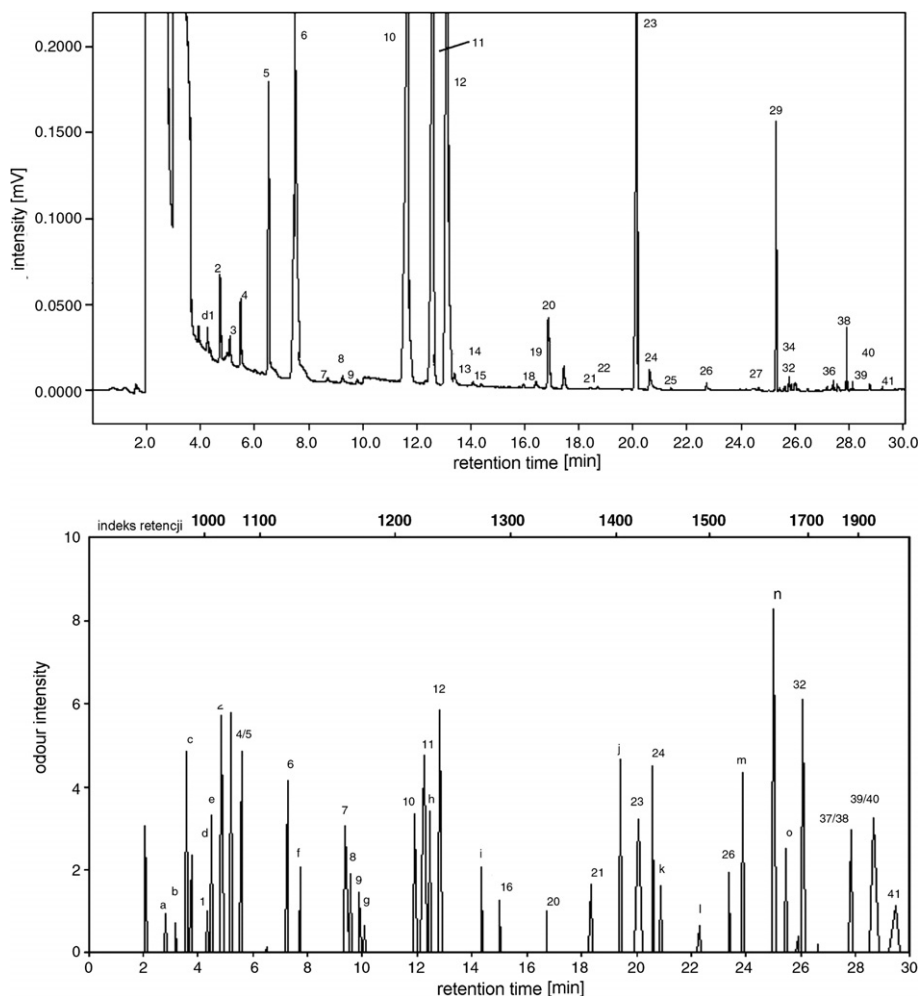 0.2000
0.1500
0.1000
0.0500
0.0000
intensity [mV]
d1 2 3 4 5 6 7 8 9 10 11 12 13 14 15 18 19 20 21 22 23 24 25 26 27 29 34 32 36 38 40 39 41
2.0 4.0 6.0 8.0 10.0 12.0 14.0 16.0 18.0 20.0 22.0 24.0 26.0 28.0 30.0
retention time [min]
indeks retencji 1000 1100 1200 1300 1400 1500 1700 1900
10
8
6
4
2
0
odour intensity
a b c d 1 e 2 4/5 6 f 7 8 9 g 10 11 h 12 i 16 20 21 j 23 24 k l 26 m n o 32 37/38 39/40 41
0 2 4 6 8 10 12 14 16 18 20 22 24 26 28 30
retention time [min]